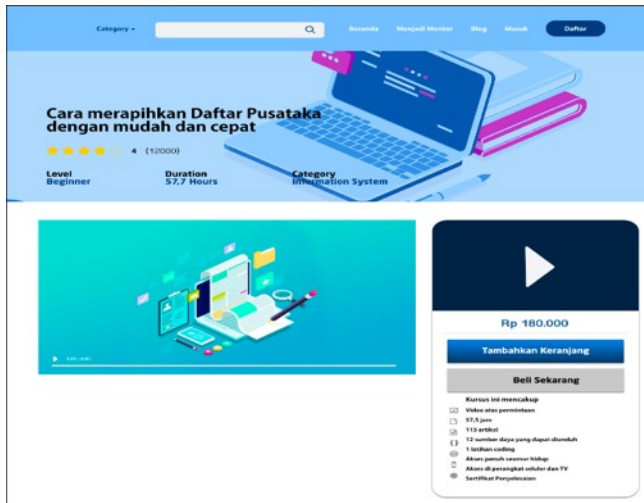 Category
Beranda
Menjadi Mentor
Blog
Masuk
Daftar
Cara merapihkan Daftar Pusataka
dengan mudah dan cepat
4 (12000)
Level
Beginner
Duration
57,7 Hours
Category
Information System
Rp 180.000
Tambahkan Keranjang
Beli Sekarang
Kursus ini mencakup
Video atas permintaan
57,5 jam
115 artikel
12 sumber daya yang dapat diunduh
1 latihan coding
Akses penuh seumur hidup
Akses di perangkat seluler dan TV
Sertifikat Penyelesaian